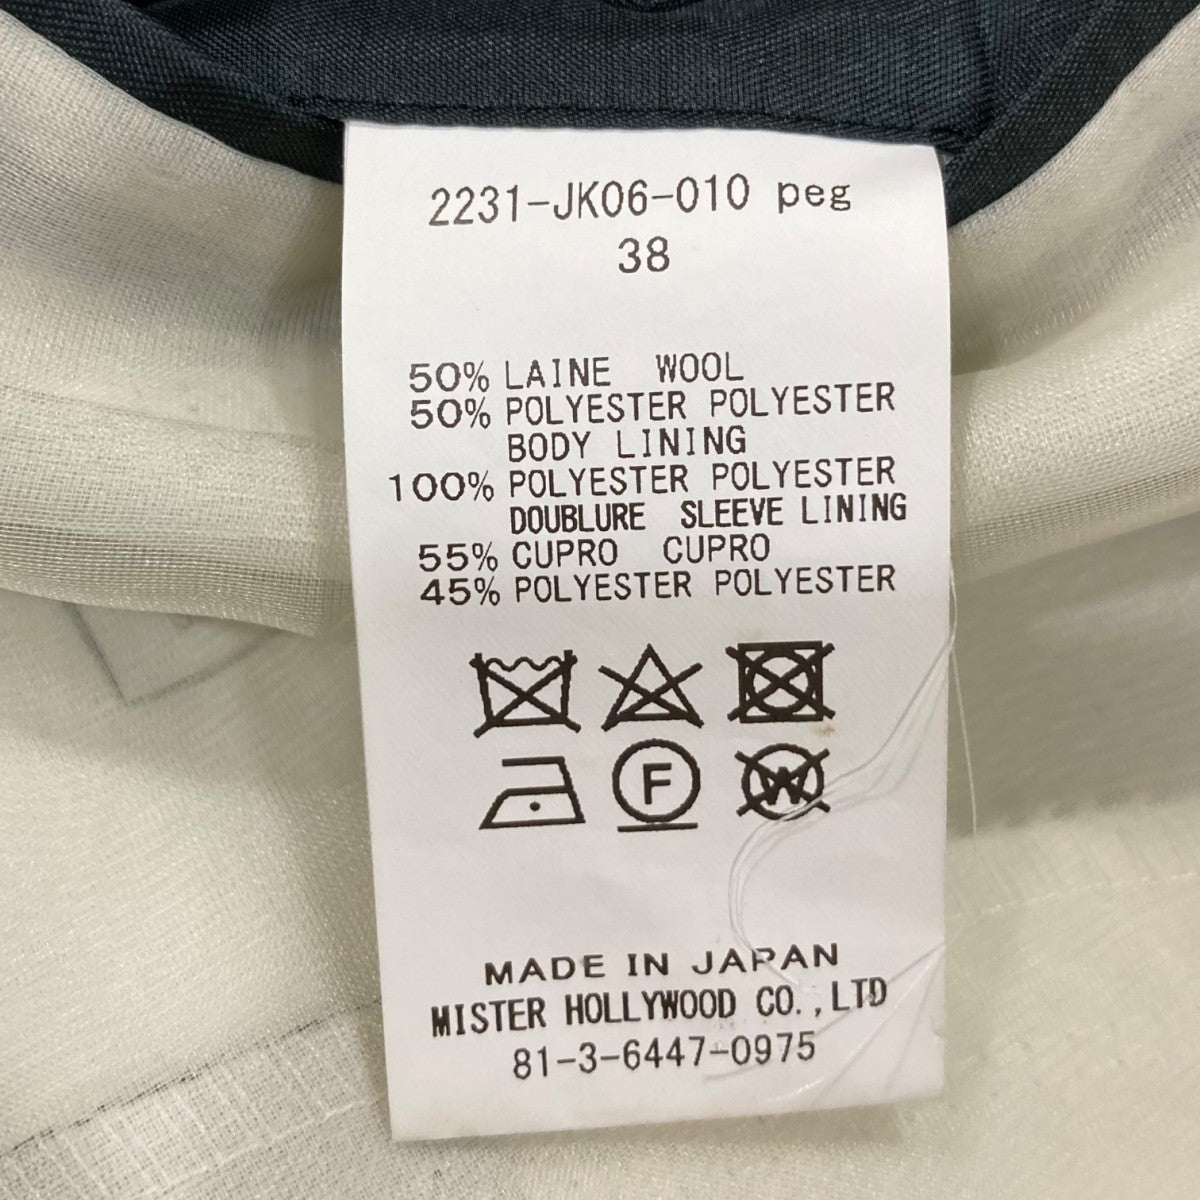 2231-JK06-010 peg
38
50% LAINE WOOL
50% POLYESTER POLYESTER
BODY LINING
100% POLYESTER POLYESTER
DOUBLURE SLEEVE LINING
55% CUPRO CUPRO
45% POLYESTER POLYESTER
F W
MADE IN JAPAN
MISTER HOLLYWOOD CO.,LTD
81-3-6447-0975